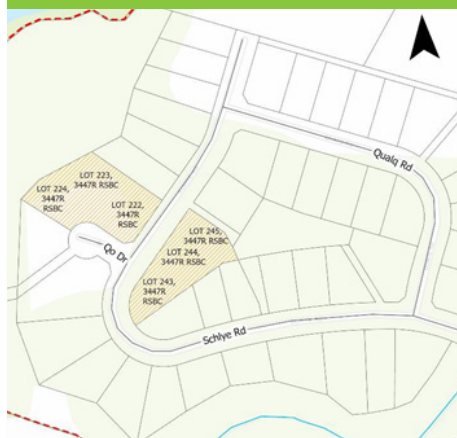 Qualq Rd
LOT 223,
3447R RSBC
LOT 224,
3447R
RSBC
LOT 222,
3447R
RSBC
Qo Dr
LOT 245,
3447R RSBC
LOT 244,
3447R RSBC
LOT 243,
3447R
RSBC
Schlye Rd